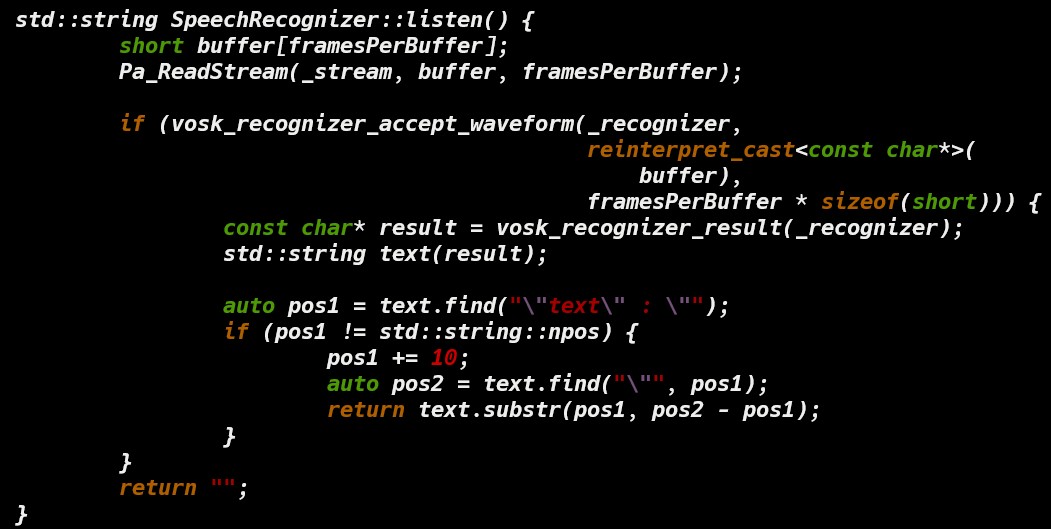 std::string SpeechRecognizer::listen() {
        short buffer[framesPerBuffer];
        Pa_ReadStream(_stream, buffer, framesPerBuffer);

        if (vosk_recognizer_accept_waveform(_recognizer,
                                            reinterpret_cast<const char*>(
                                                buffer),
                                            framesPerBuffer * sizeof(short))) {
                const char* result = vosk_recognizer_result(_recognizer);
                std::string text(result);

                auto pos1 = text.find("\"text\" : \"");
                if (pos1 != std::string::npos) {
                        pos1 += 10;
                        auto pos2 = text.find("\"", pos1);
                        return text.substr(pos1, pos2 - pos1);
                }
        }
        return "";
}